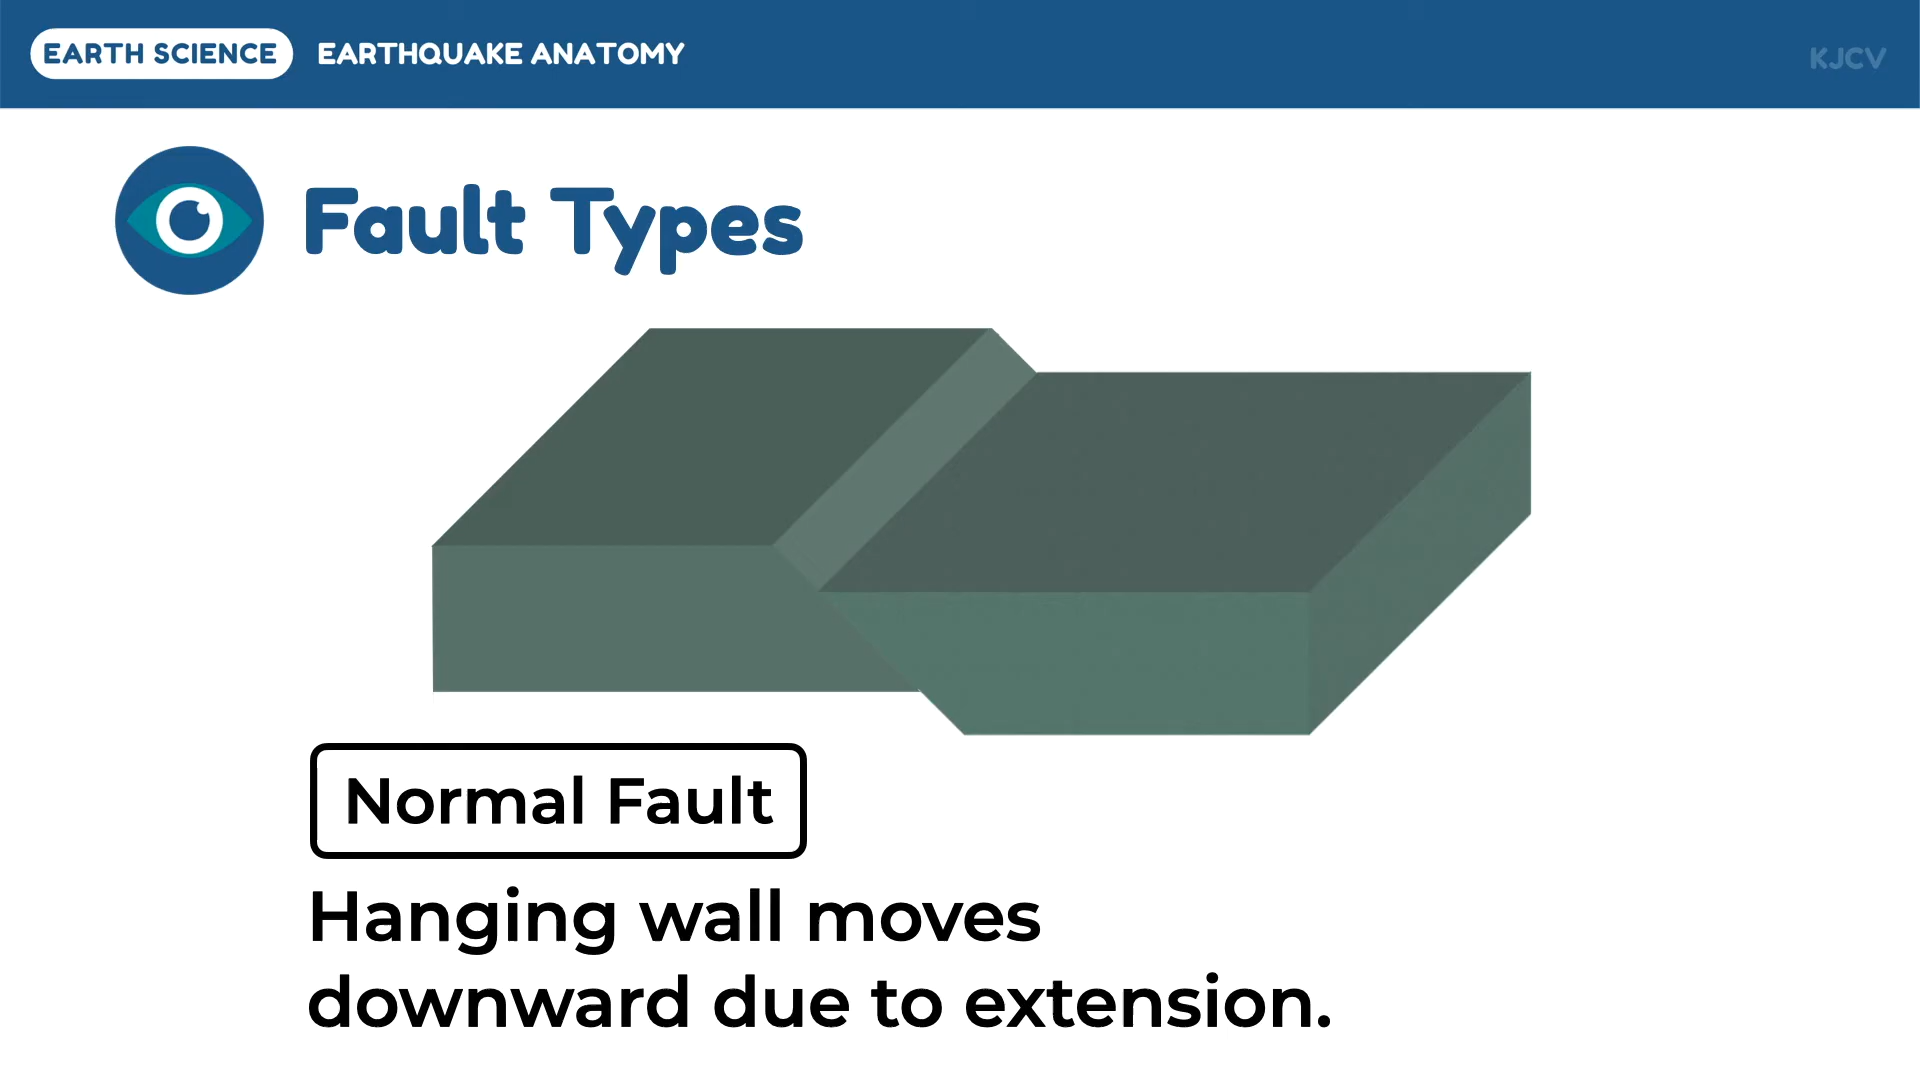 EARTH SCIENCE EARTHQUAKE ANATOMY KJCV
Fault Types
Normal Fault
Hanging wall moves
downward due to extension.